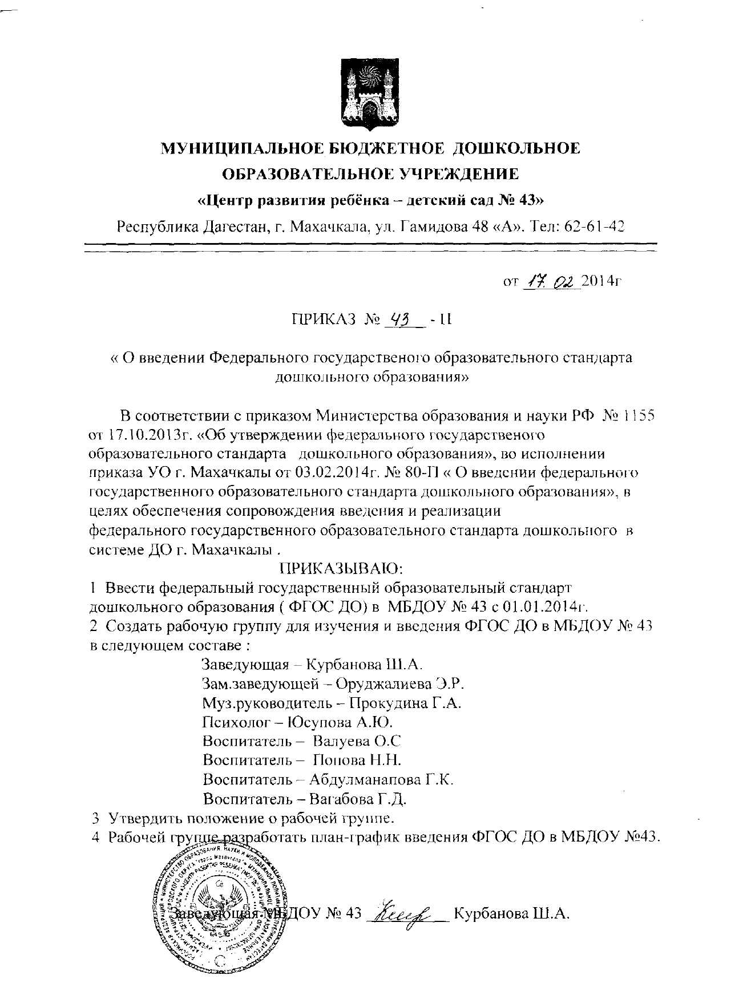 МУНИЦИПАЛЬНОЕ БЮДЖЕТНОЕ ДОШКОЛЬНОЕ
ОБРАЗОВАТЕЛЬНОЕ УЧРЕЖДЕНИЕ
«Центр развития ребёнка – детский сад № 43»
Республика Дагестан, г. Махачкала, ул. Гамидова 48 «А». Тел: 62-61-42
от 17. 02 2014г
ПРИКАЗ № 43 - П
« О введении Федерального государственого образовательного стандарта
дошкольного образования»
В соответствии с приказом Министерства образования и науки РФ № 1155
от 17.10.2013г. «Об утверждении федерального государственого
образовательного стандарта дошкольного образования», во исполнении
приказа УО г. Махачкалы от 03.02.2014г. № 80-П « О введении федерального
государственного образовательного стандарта дошкольного образования», в
целях обеспечения сопровождения введения и реализации
федерального государственного образовательного стандарта дошкольного в
системе ДО г. Махачкалы .
ПРИКАЗЫВАЮ:
1 Ввести федеральный государственный образовательный стандарт
дошкольного образования ( ФГОС ДО) в МБДОУ № 43 с 01.01.2014г.
2 Создать рабочую группу для изучения и введения ФГОС ДО в МБДОУ № 43
в следующем составе :
Заведующая – Курбанова Ш.А.
Зам.заведующей – Оруджалиева Э.Р.
Муз.руководитель – Прокудина Г.А.
Психолог – Юсупова А.Ю.
Воспитатель – Валуева О.С
Воспитатель – Попова Н.Н.
Воспитатель – Абдулманапова Г.К.
Воспитатель – Вагабова Г.Д.
3 Утвердить положение о рабочей группе.
4 Рабочей группе разработать план-график введения ФГОС ДО в МБДОУ №43.
Заведующая МБДОУ № 43 Курбанова Ш.А.